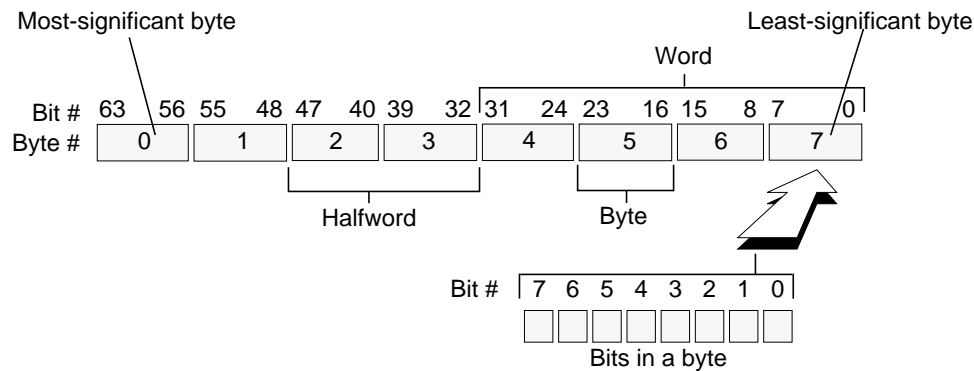 Most-significant byte Least-significant byte
Word
Bit # 63 56 55 48 47 40 39 32 31 24 23 16 15 8 7 0
Byte # 0 1 2 3 4 5 6 7
Halfword Byte
Bit # 7 6 5 4 3 2 1 0
Bits in a byte